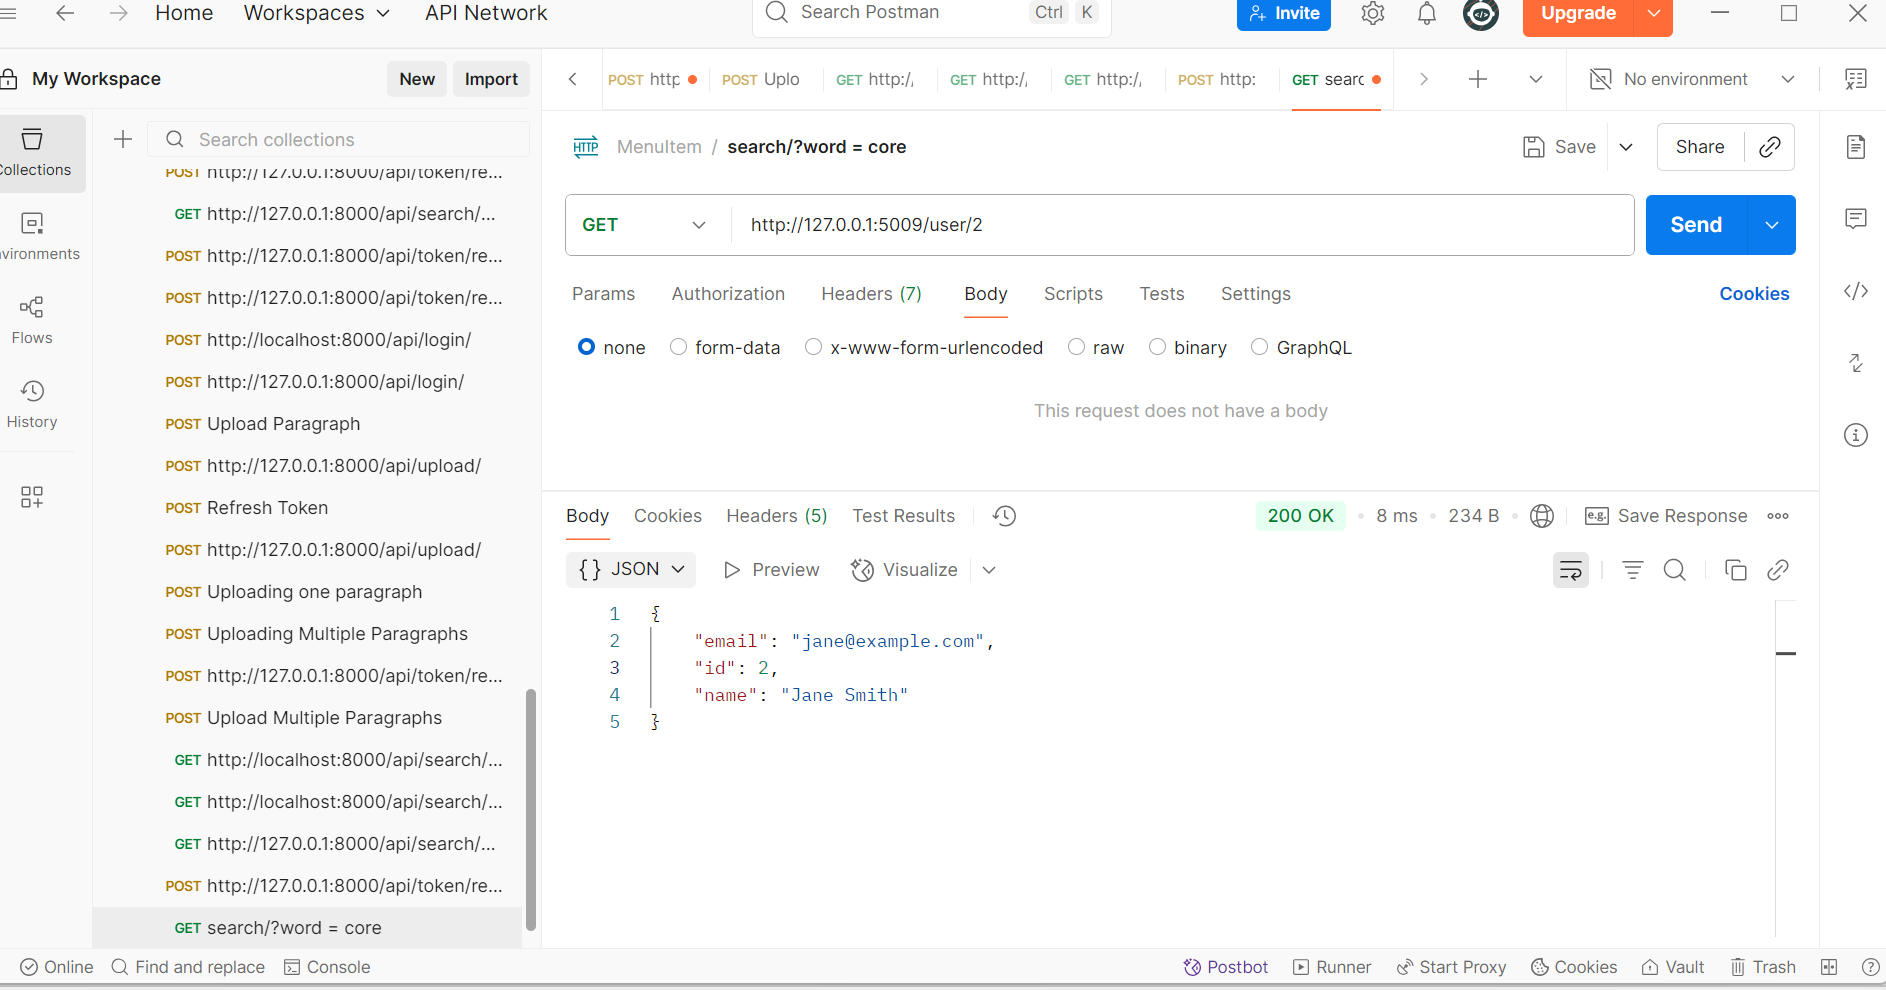 Home Workspaces API Network Search Postman Ctrl K Invite Upgrade
My Workspace New Import
POST http POST Uplo GET http:/, GET http:/, GET http:/, POST http: GET searc No environment
Collections
Search collections
MenuItem / search/?word = core Save Share
POST http://127.0.0.1:8000/api/token/re...
GET http://127.0.0.1:8000/api/search/...
GET http://127.0.0.1:5009/user/2 Send
vironments
POST http://127.0.0.1:8000/api/token/re...
POST http://127.0.0.1:8000/api/token/re...
Params Authorization Headers (7) Body Scripts Tests Settings Cookies
Flows
POST http://localhost:8000/api/login/
none form-data x-www-form-urlencoded raw binary GraphQL
POST http://127.0.0.1:8000/api/login/
History
POST Upload Paragraph
This request does not have a body
POST http://127.0.0.1:8000/api/upload/
POST Refresh Token
Body Cookies Headers (5) Test Results 200 OK 8 ms 234 B e.g. Save Response
POST http://127.0.0.1:8000/api/upload/
{} JSON Preview Visualize
POST Uploading one paragraph
1 {
POST Uploading Multiple Paragraphs
2 "email": "jane@example.com",
POST http://127.0.0.1:8000/api/token/re...
3 "id": 2,
4 "name": "Jane Smith"
POST Upload Multiple Paragraphs
5 }
GET http://localhost:8000/api/search/...
GET http://localhost:8000/api/search/...
GET http://127.0.0.1:8000/api/search/...
POST http://127.0.0.1:8000/api/token/re...
GET search/?word = core
Online Find and replace Console Postbot Runner Start Proxy Cookies Vault Trash